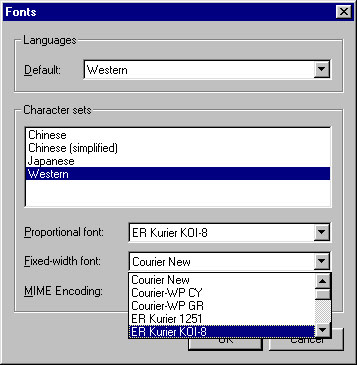 Fonts
Languages
Default: Western
Character sets
Chinese
Chinese (simplified)
Japanese
Western
Proportional font: ER Kurier KOI-8
Fixed-width font: Courier New
MIME Encoding:
Courier New
Courier-WP CY
Courier-WP GR
ER Kurier 1251
ER Kurier KOI-8
OK Cancel